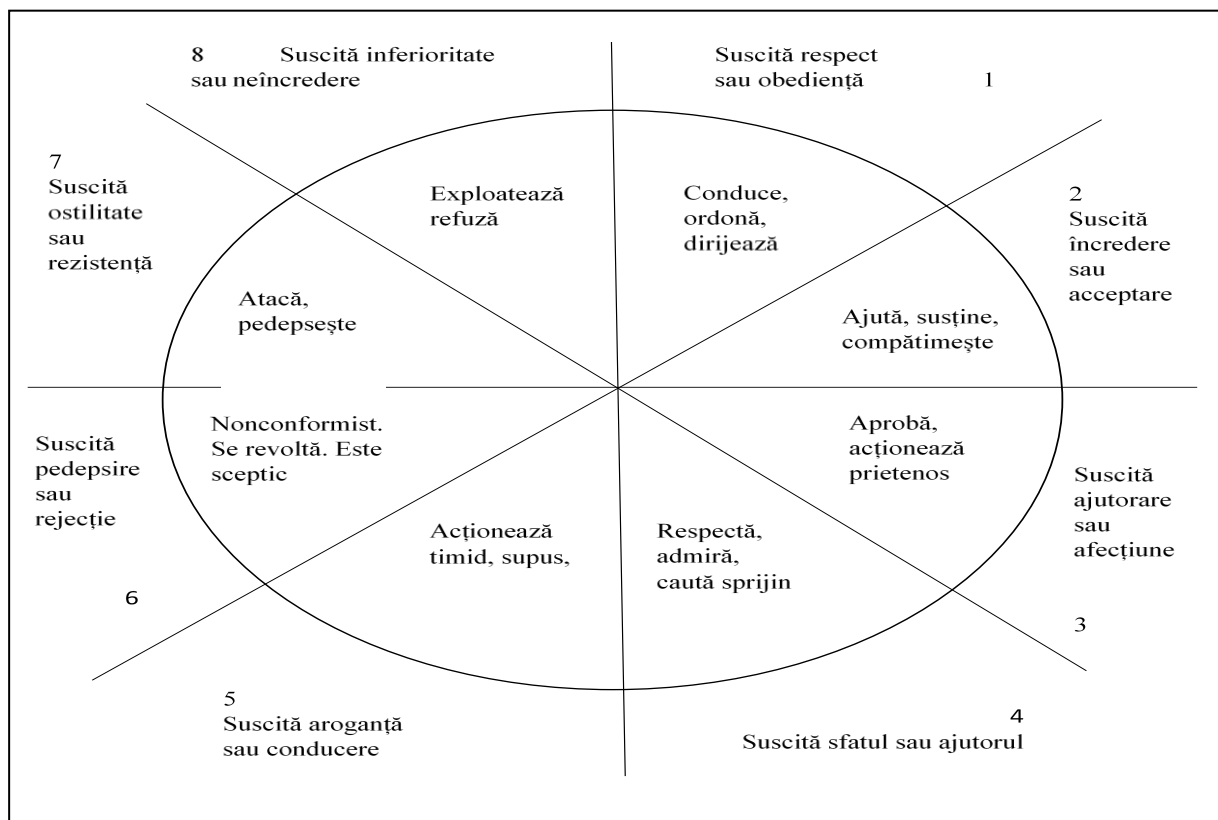 8 Suscită inferioritate
sau neîncredere
Suscită respect
sau obediență
1
7
Suscită
ostilitate
sau
rezistență
Exploatează
refuză
Conduce,
ordonă,
dirijează
2
Suscită
încredere
sau
acceptare
Atacă,
pedepsește
Ajută, susține,
compătimește
Suscită
pedepsire
sau
rejecție
6
Nonconformist.
Se revoltă. Este
sceptic
Aprobă,
acționează
prietenos
Suscită
ajutorare
sau
afecțiune
3
Acționează
timid, supus,
Respectă,
admiră,
caută sprijin
5
Suscită aroganță
sau conducere
4
Suscită sfatul sau ajutorul